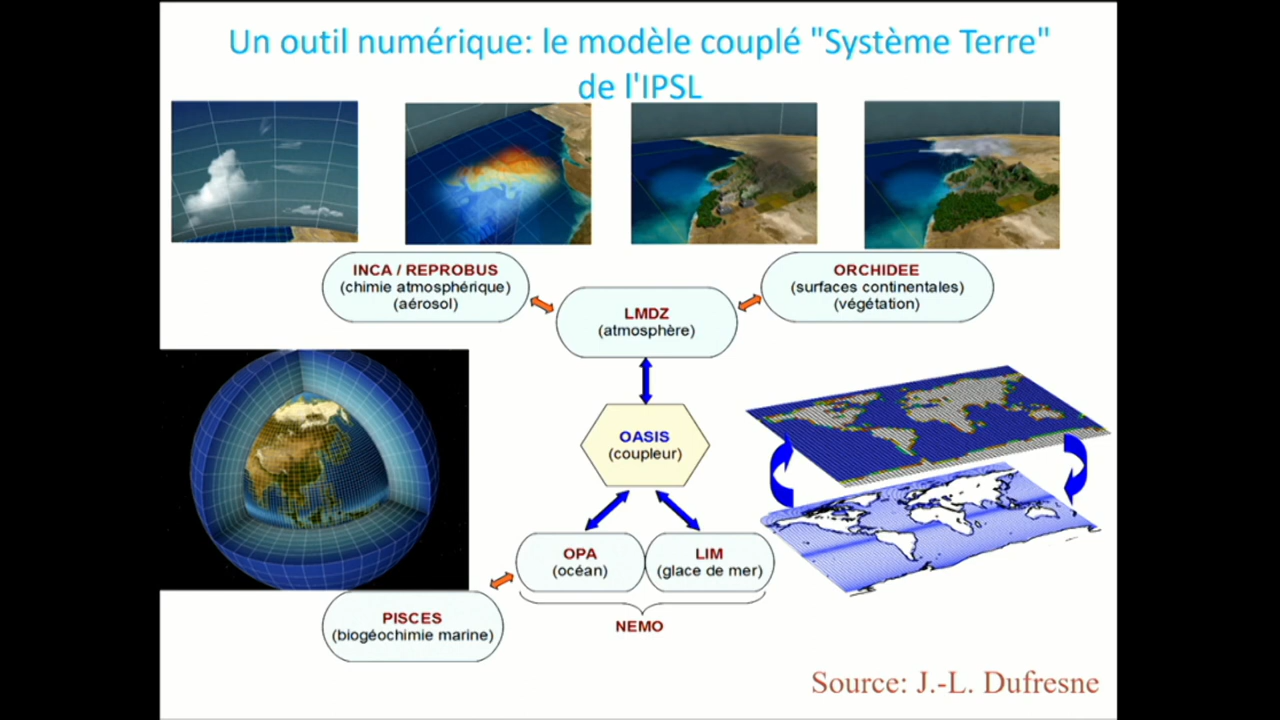 Un outil numérique: le modèle couplé "Système Terre"
de l'IPSL
INCA / REPROBUS
(chimie atmosphérique)
(aérosol)
ORCHIDEE
(surfaces continentales)
(végétation)
LMDZ
(atmosphère)
OASIS
(coupleur)
OPA
(océan)
LIM
(glace de mer)
NEMO
PISCES
(biogéochimie marine)
Source: J.-L. Dufresne